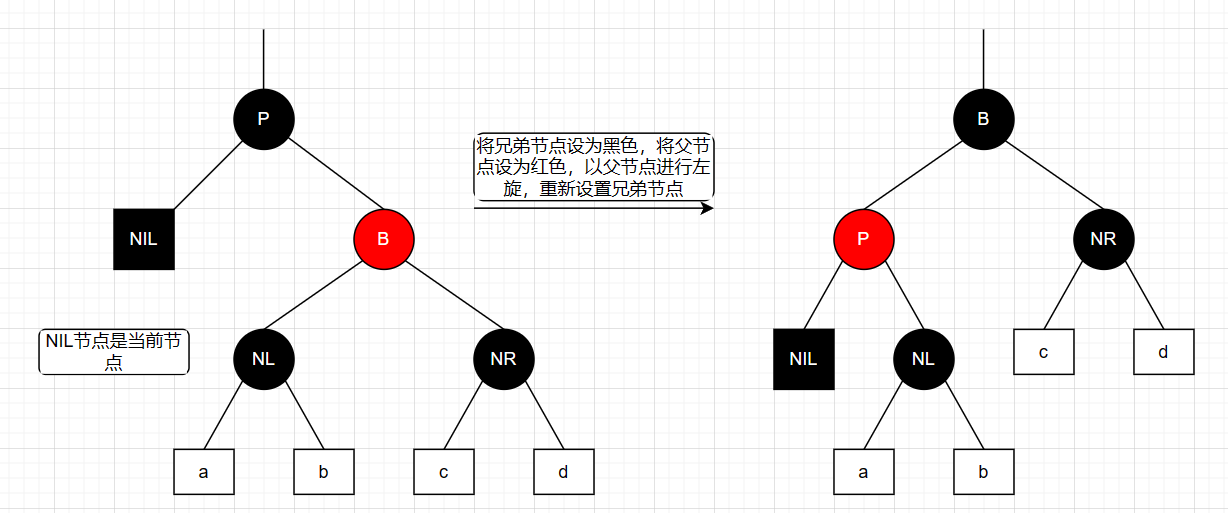 P
B
将兄弟节点设为黑色，将父节
点设为红色，以父节点进行左
旋，重新设置兄弟节点
NIL
B
P
NR
NIL节点是当前节
点
NL
NR
NIL
NL
c
d
a
b
c
d
a
b